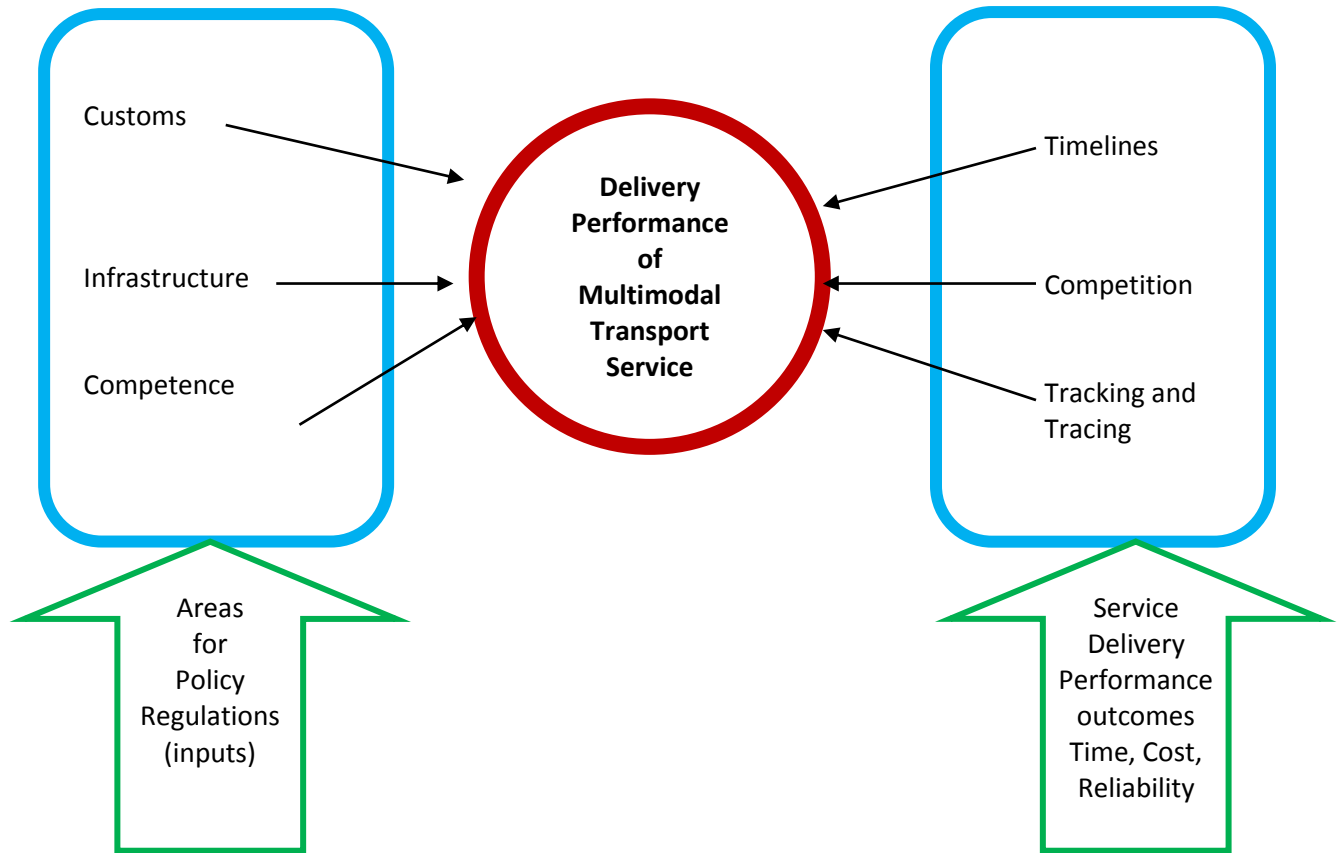 Customs
Infrastructure
Competence
Delivery
Performance
of
Multimodal
Transport
Service
Timelines
Competition
Tracking and
Tracing
Areas
for
Policy
Regulations
(inputs)
Service
Delivery
Performance
outcomes
Time, Cost,
Reliability